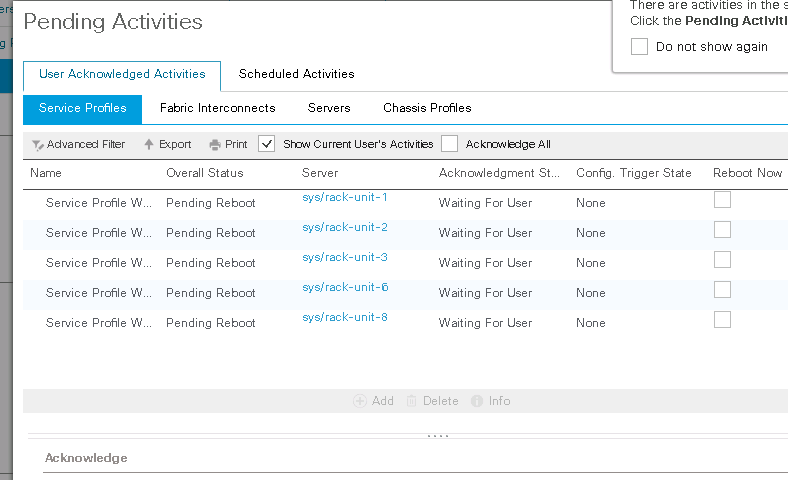 There are activities in the s
Pending Activities
Click the Pending Activiti
Do not show again
User Acknowledged Activities Scheduled Activities
Service Profiles Fabric Interconnects Servers Chassis Profiles
Advanced Filter Export Print Show Current User's Activities Acknowledge All
Name Overall Status Server Acknowledgment St... Config. Trigger State Reboot Now
Service Profile W... Pending Reboot sys/rack-unit-1 Waiting For User None
Service Profile W... Pending Reboot sys/rack-unit-2 Waiting For User None
Service Profile W... Pending Reboot sys/rack-unit-3 Waiting For User None
Service Profile W... Pending Reboot sys/rack-unit-6 Waiting For User None
Service Profile W... Pending Reboot sys/rack-unit-8 Waiting For User None
Add Delete Info
Acknowledge